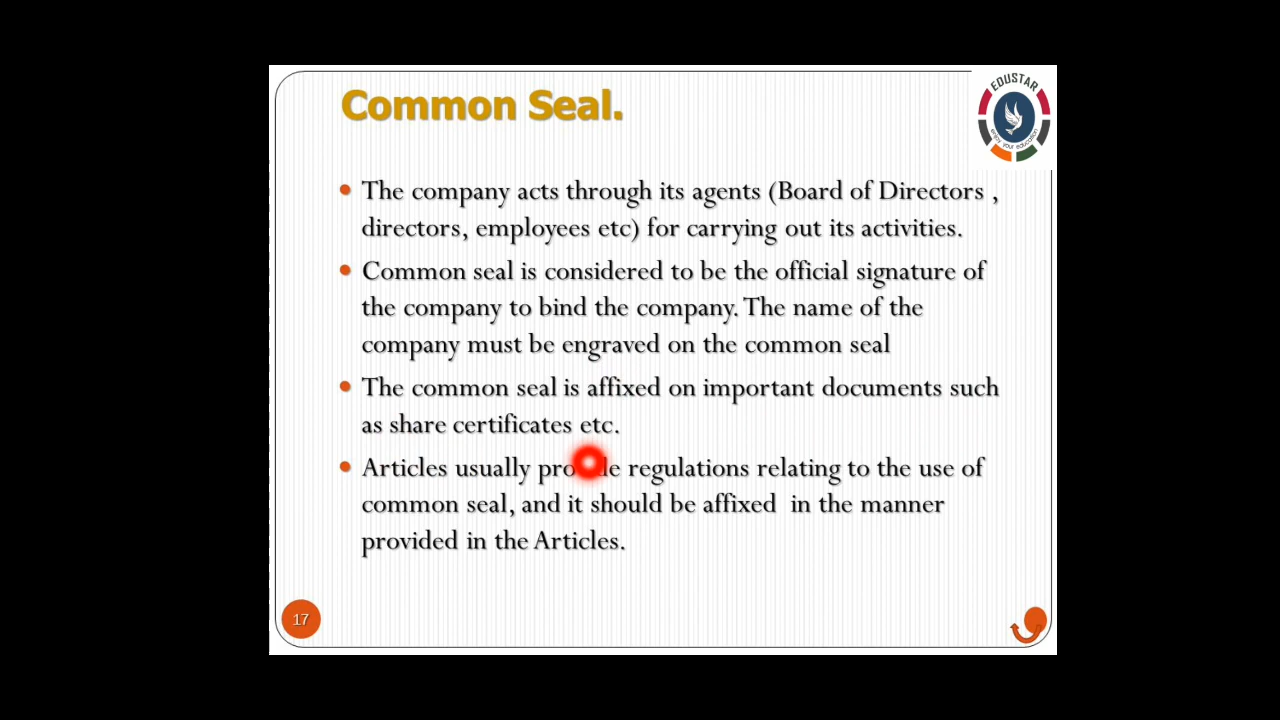 EDUSTAR
enjoy your education
Common Seal.
• The company acts through its agents (Board of Directors ,
directors, employees etc) for carrying out its activities.
• Common seal is considered to be the official signature of
the company to bind the company. The name of the
company must be engraved on the common seal
• The common seal is affixed on important documents such
as share certificates etc.
• Articles usually provide regulations relating to the use of
common seal, and it should be affixed in the manner
provided in the Articles.
17